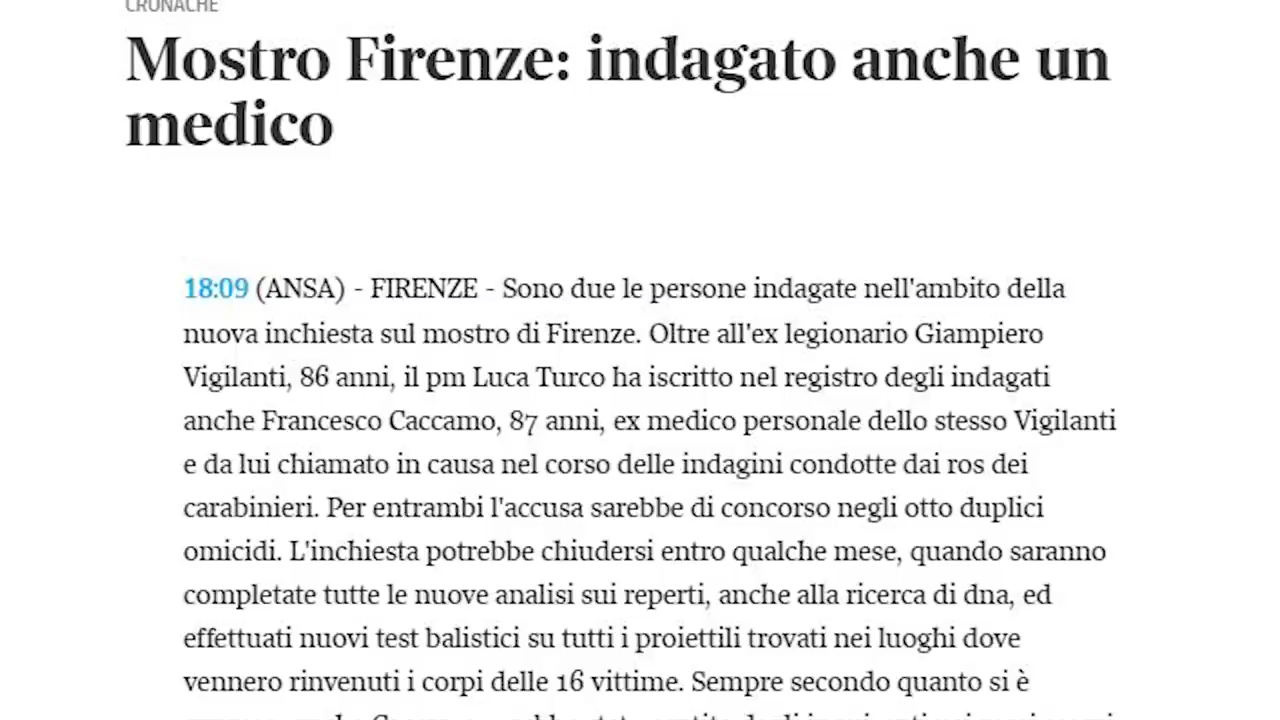 CRONACHE
Mostro Firenze: indagato anche un
medico
18:09 (ANSA) - FIRENZE - Sono due le persone indagate nell'ambito della
nuova inchiesta sul mostro di Firenze. Oltre all'ex legionario Giampiero
Vigilanti, 86 anni, il pm Luca Turco ha iscritto nel registro degli indagati
anche Francesco Caccamo, 87 anni, ex medico personale dello stesso Vigilanti
e da lui chiamato in causa nel corso delle indagini condotte dai ros dei
carabinieri. Per entrambi l'accusa sarebbe di concorso negli otto duplici
omicidi. L'inchiesta potrebbe chiudersi entro qualche mese, quando saranno
completate tutte le nuove analisi sui reperti, anche alla ricerca di dna, ed
effettuati nuovi test balistici su tutti i proiettili trovati nei luoghi dove
vennero rinvenuti i corpi delle 16 vittime. Sempre secondo quanto si è